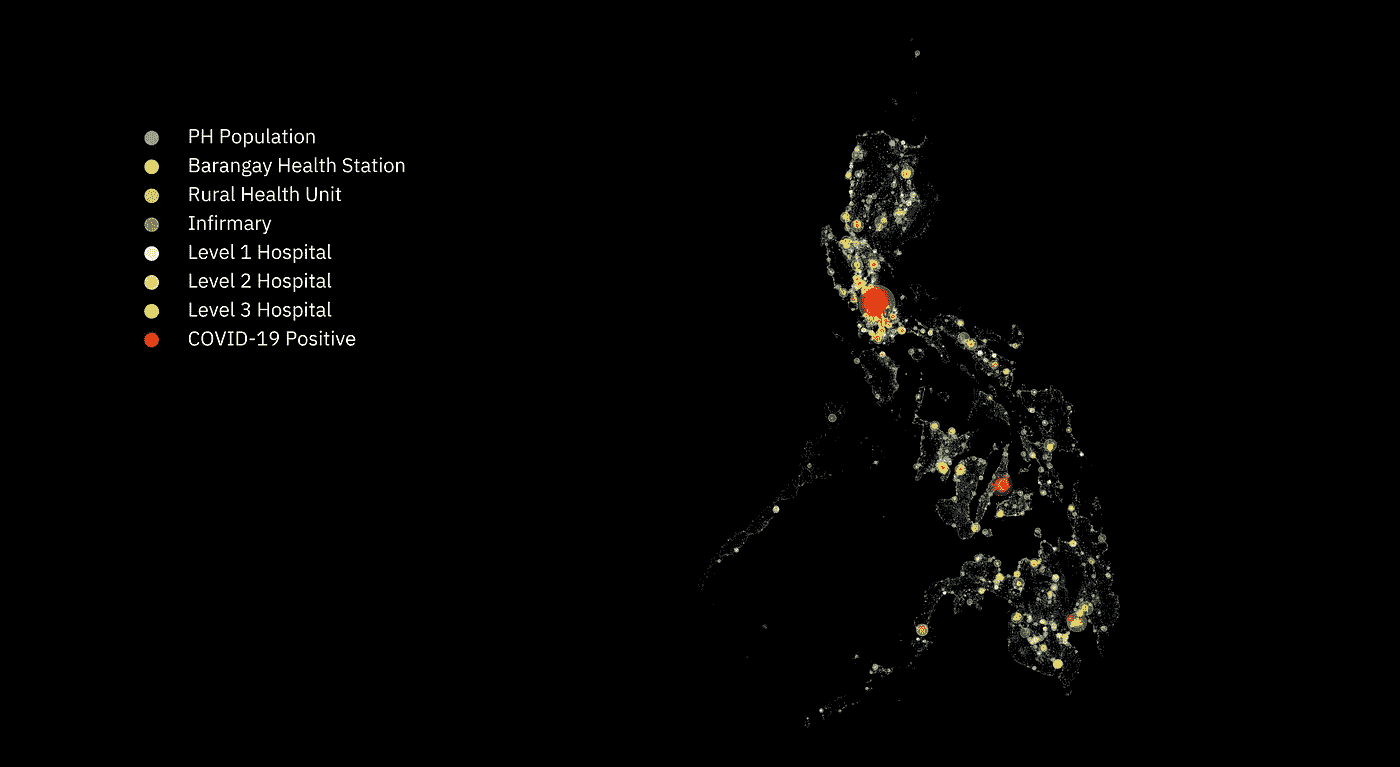 PH Population
Barangay Health Station
Rural Health Unit
Infirmary
Level 1 Hospital
Level 2 Hospital
Level 3 Hospital
COVID-19 Positive